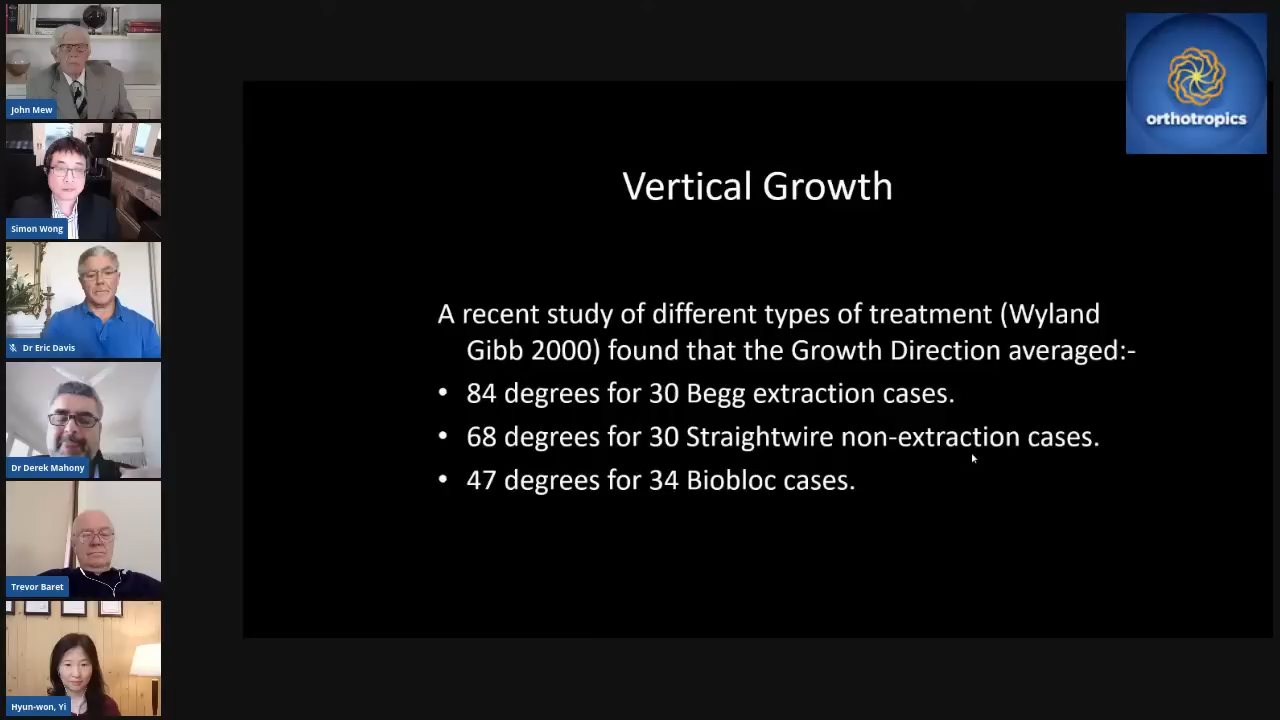 John Mew
Simon Wong
Dr Eric Davis
Dr Derek Mahony
Trevor Baret
Hyun-won, Yi
orthotropics
Vertical Growth
A recent study of different types of treatment (Wyland
Gibb 2000) found that the Growth Direction averaged:-
• 84 degrees for 30 Begg extraction cases.
• 68 degrees for 30 Straightwire non-extraction cases.
• 47 degrees for 34 Biobloc cases.